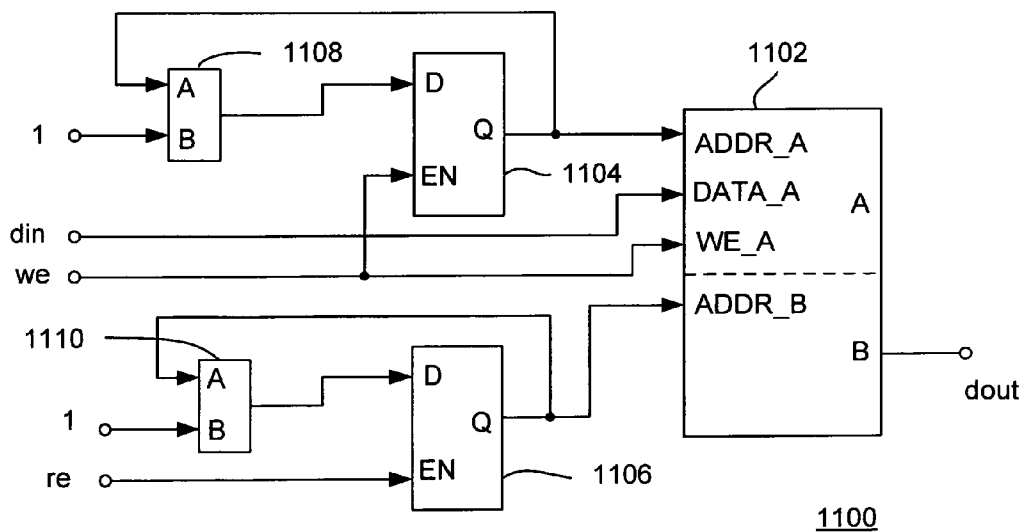 1108
A
B
1
D
Q
EN
1104
1102
ADDR_A
DATA_A
A
WE_A
ADDR_B
B
din
we
dout
1110
A
B
1
D
Q
EN
re
1106
1100